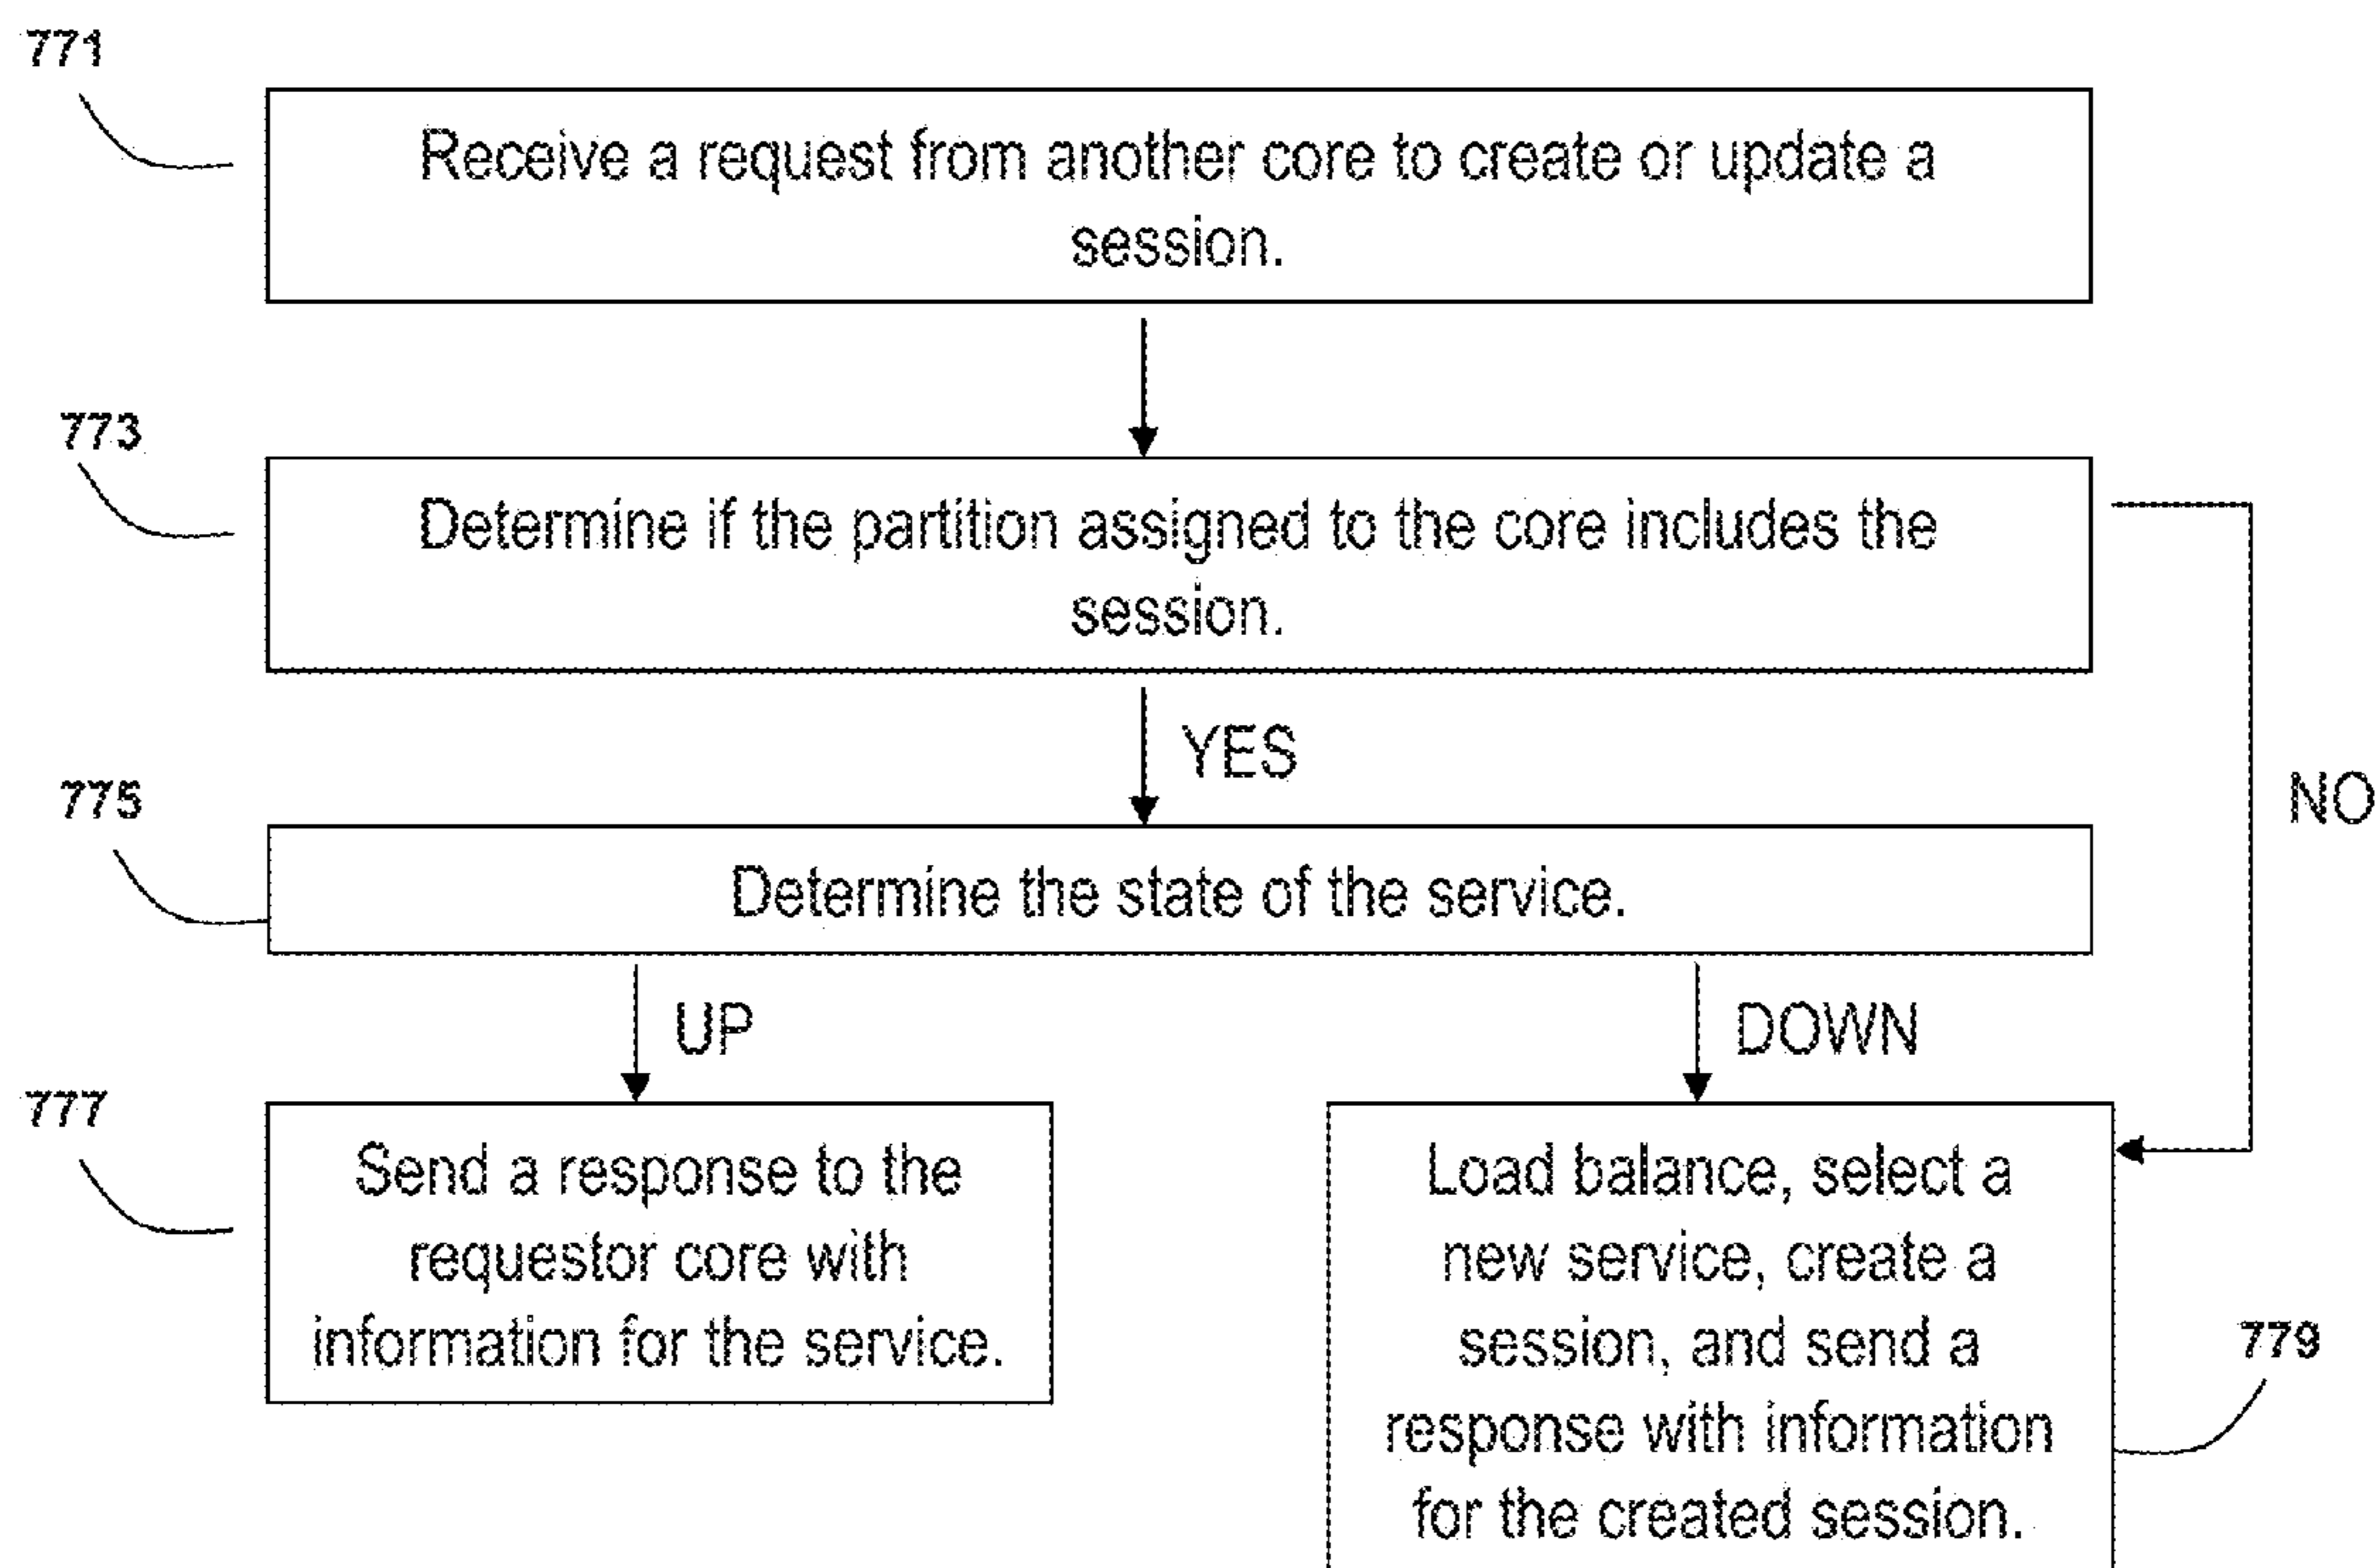 771
Receive a request from another core to create or update a
session.
773
Determine if the partition assigned to the core includes the
session.
YES
NO
775
Determine the state of the service.
UP
DOWN
777
Send a response to the
requestor core with
information for the service.
Load balance, select a
new service, create a
session, and send a
response with information
for the created session.
779